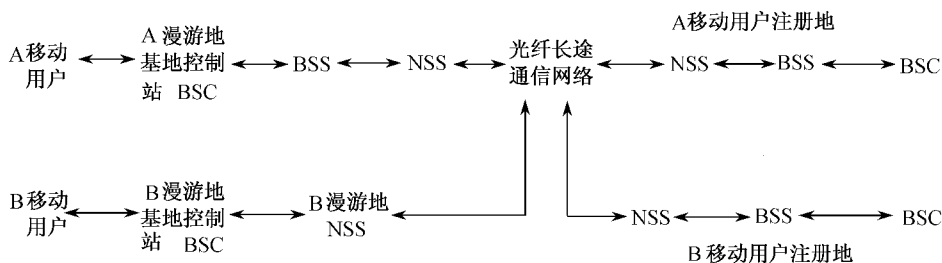 A移动
用户
A漫游地
基地控制
站 BSC
BSS
NSS
光纤长途
通信网络
A移动用户注册地
NSS
BSS
BSC
B移动
用户
B漫游地
基地控制
站 BSC
B漫游地
NSS
NSS
BSS
BSC
B移动用户注册地